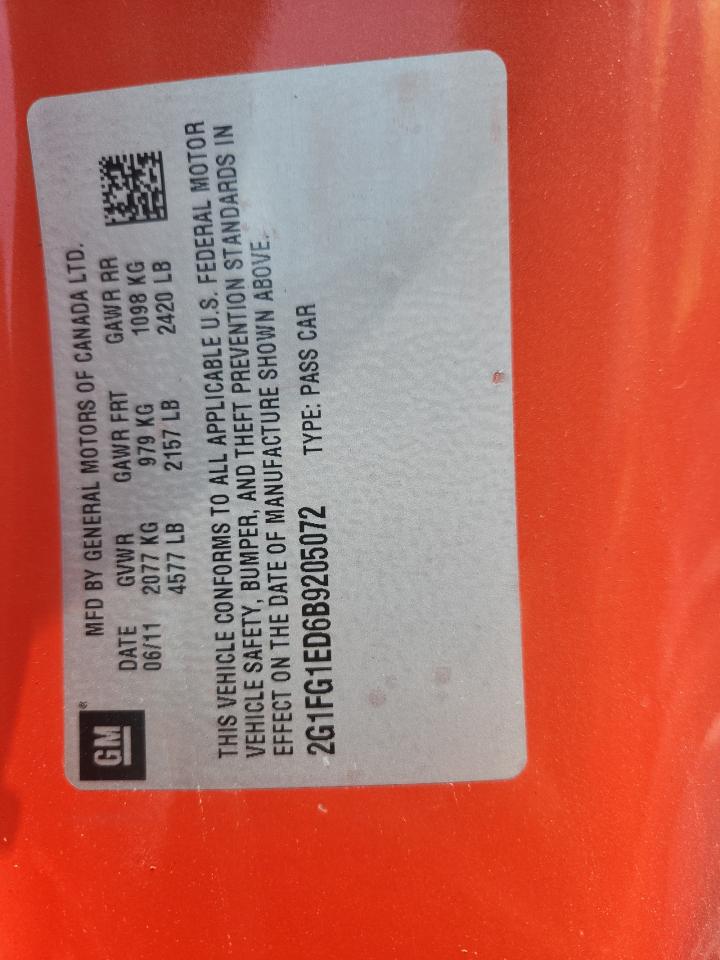 GM®
MFD BY GENERAL MOTORS OF CANADA LTD.
DATE GVWR GAWR FRT GAWR RR
06/11 2077 KG 979 KG 1098 KG
4577 LB 2157 LB 2420 LB
THIS VEHICLE CONFORMS TO ALL APPLICABLE U.S. FEDERAL MOTOR
VEHICLE SAFETY, BUMPER, AND THEFT PREVENTION STANDARDS IN
EFFECT ON THE DATE OF MANUFACTURE SHOWN ABOVE.
2G1FG1ED6B9205072 TYPE: PASS CAR